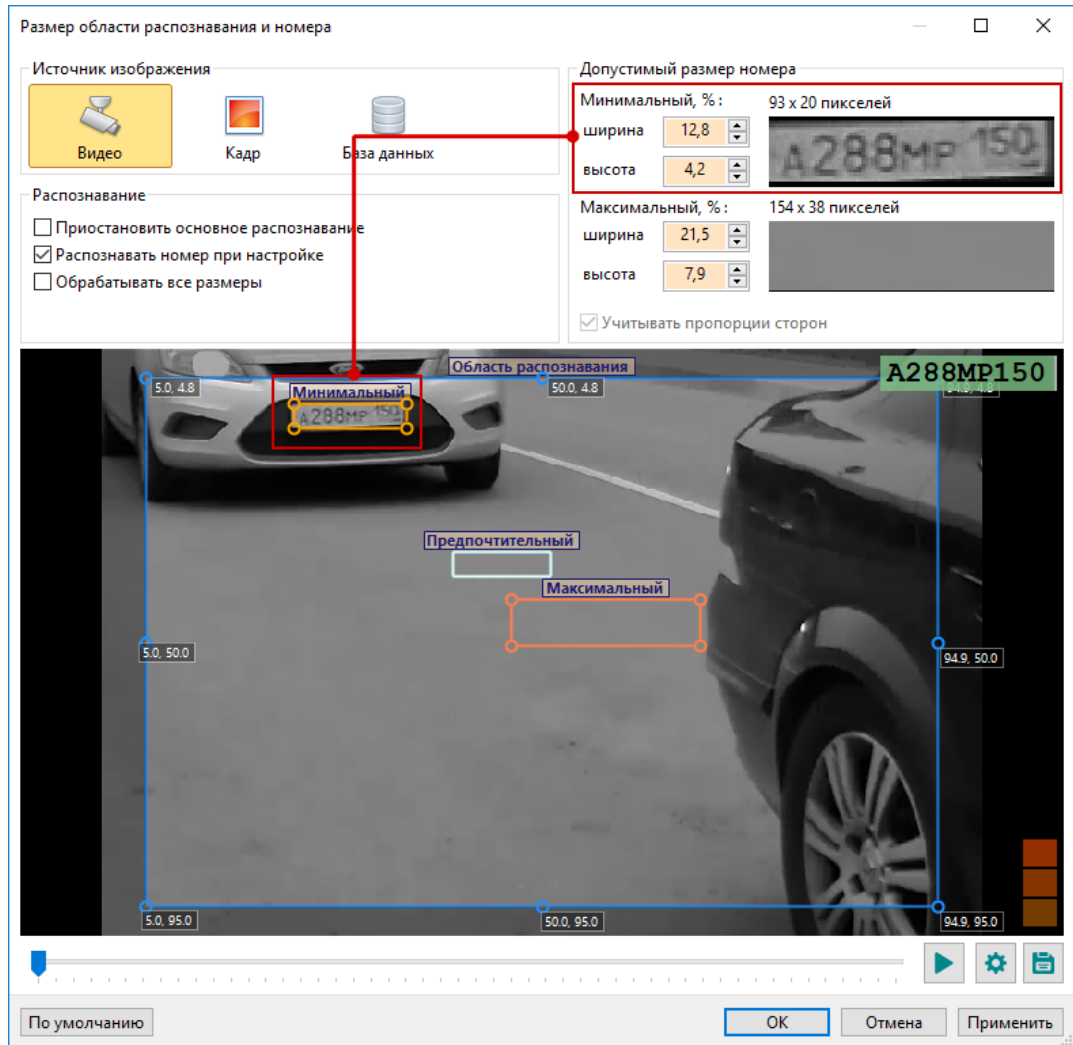 Размер области распознавания и номера
Источник изображения
Видео
Кадр
База данных
Распознавание
Приостановить основное распознавание
Распознавать номер при настройке
Обрабатывать все размеры
Допустимый размер номера
Минимальный, % :
93 x 20 пикселей
ширина
12,8
высота
4,2
А288МР 150
Максимальный, % :
154 x 38 пикселей
ширина
21,5
высота
7,9
Учитывать пропорции сторон
Область распознавания
A288MP150
5.0, 4.8
50.0, 4.8
94.9, 4.8
Минимальный
А288МР 150
Предпочтительный
Максимальный
5.0, 50.0
94.9, 50.0
5.0, 95.0
50.0, 95.0
94.9, 95.0
По умолчанию
ОК
Отмена
Применить